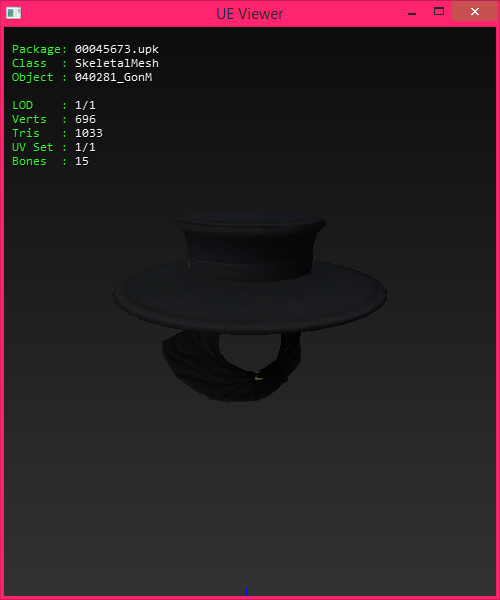 UE Viewer
Package: 00045673.upk
Class : SkeletalMesh
Object : 040281_GonM
LOD : 1/1
Verts : 696
Tris : 1033
UV Set : 1/1
Bones : 15